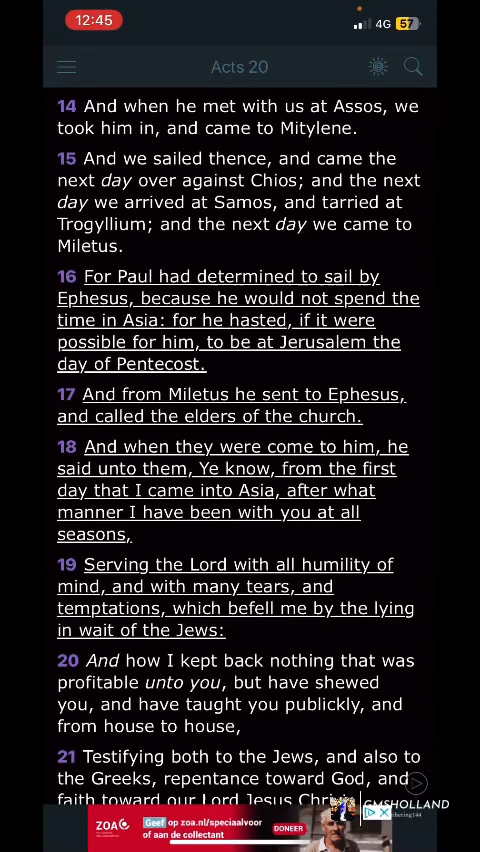 12:45
4G 57
Acts 20
14 And when he met with us at Assos, we
took him in, and came to Mitylene.
15 And we sailed thence, and came the
next day over against Chios; and the next
day we arrived at Samos, and tarried at
Trogyllium; and the next day we came to
Miletus.
16 For Paul had determined to sail by
Ephesus, because he would not spend the
time in Asia: for he hasted, if it were
possible for him, to be at Jerusalem the
day of Pentecost.
17 And from Miletus he sent to Ephesus,
and called the elders of the church.
18 And when they were come to him, he
said unto them, Ye know, from the first
day that I came into Asia, after what
manner I have been with you at all
seasons,
19 Serving the Lord with all humility of
mind, and with many tears, and
temptations, which befell me by the lying
in wait of the Jews:
20 And how I kept back nothing that was
profitable unto you, but have shewed
you, and have taught you publickly, and
from house to house,
21 Testifying both to the Jews, and also to
the Greeks, repentance toward God, and
faith toward our Lord Jesus
GMSHOLLAND
ZOA
Geef op zoa.nl/speciaalvoor
of aan de collectant
DONEER